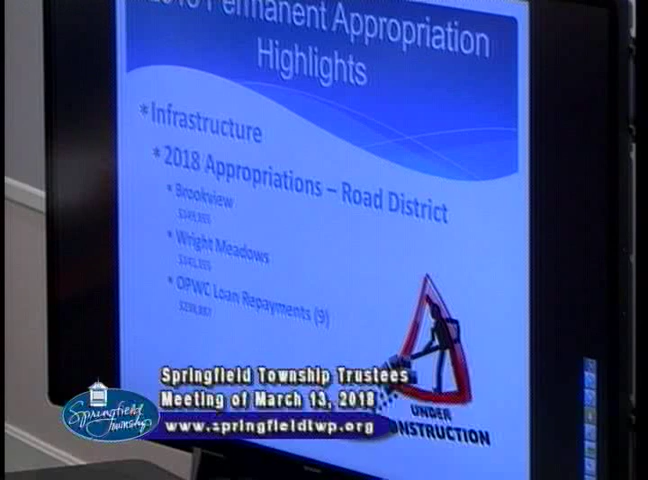 Permanent Appropriation
Highlights
* Infrastructure
* 2018 Appropriations – Road District
* Brookview
* Wright Meadows
* OPWC Loan Repayments (9)
UNDER
CONSTRUCTION
Springfield Township Trustees
Meeting of March 13, 2018
www.springfieldtwp.org
Springfield
Township